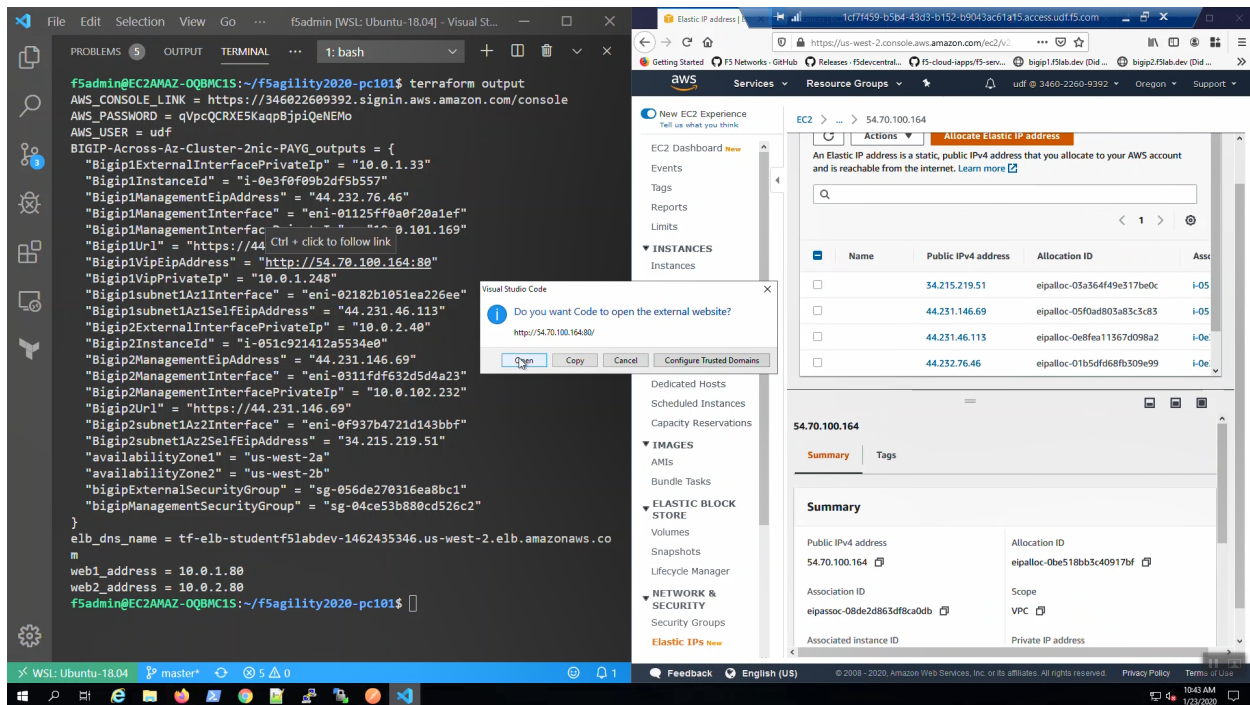 File Edit Selection View Go ··· f5admin [WSL: Ubuntu-18.04] - Visual St...
PROBLEMS 5 OUTPUT TERMINAL ··· 1: bash
f5admin@EC2AMAZ-OQBMC1S:~/f5agility2020-pc101$ terraform output
AWS_CONSOLE_LINK = https://346022609392.signin.aws.amazon.com/console
AWS_PASSWORD = qVpcQCRXE5KaqpBjpiQeNEMo
AWS_USER = udf
BIGIP-Across-Az-Cluster-2nic-PAYG_outputs = {
"Bigip1ExternalInterfacePrivateIp" = "10.0.1.33"
"Bigip1InstanceId" = "i-0e3f0f09b2df5b557"
"Bigip1ManagementEipAddress" = "44.232.76.46"
"Bigip1ManagementInterface" = "eni-01125ff0a0f20a1ef"
"Bigip1ManagementInterfac 0.101.169"
"Bigip1Url" = "https://44
Ctrl + click to follow link
"Bigip1VipEipAddress" = "http://54.70.100.164:80"
"Bigip1VipPrivateIp" = "10.0.1.248"
"Bigip1subnet1Az1Interface" = "eni-02182b1051ea226ee"
"Bigip1subnet1Az1SelfEipAddress" = "44.231.46.113"
"Bigip2ExternalInterfacePrivateIp" = "10.0.2.40"
"Bigip2InstanceId" = "i-051c921412a5534e0"
"Bigip2ManagementEipAddress" = "44.231.146.69"
"Bigip2ManagementInterface" = "eni-0311fdf632d5d4a23"
"Bigip2ManagementInterfacePrivateIp" = "10.0.102.232"
"Bigip2Url" = "https://44.231.146.69"
"Bigip2subnet1Az2Interface" = "eni-0f937b4721d143bbf"
"Bigip2subnet1Az2SelfEipAddress" = "34.215.219.51"
"availabilityZone1" = "us-west-2a"
"availabilityZone2" = "us-west-2b"
"bigipExternalSecurityGroup" = "sg-056de270316ea8bc1"
"bigipManagementSecurityGroup" = "sg-04ce53b880cd526c2"
}
elb_dns_name = tf-elb-studentf5labdev-1462435346.us-west-2.elb.amazonaws.co
m
web1_address = 10.0.1.80
web2_address = 10.0.2.80
f5admin@EC2AMAZ-OQBMC1S:~/f5agility2020-pc101$
3
WSL: Ubuntu-18.04 master* 5 0 1
Visual Studio Code
Do you want Code to open the external website?
http://54.70.100.164:80/
Open Copy Cancel Configure Trusted Domains
Elastic IP address | 1cf7f459-b5b4-43d3-b152-b9043ac61a15.access.udf.f5.com
https://us-west-2.console.aws.amazon.com/ec2/v2
Getting Started F5 Networks · GitHub Releases · f5devcentral... f5-cloud-iapps/f5-serv... bigip1.f5lab.dev (Did ... bigip2.f5lab.dev (Did ...
aws Services Resource Groups udf @ 3460-2260-9392 Oregon Support
New EC2 Experience
Tell us what you think
EC2 Dashboard New
Events
Tags
Reports
Limits
INSTANCES
Instances
Dedicated Hosts
Scheduled Instances
Capacity Reservations
IMAGES
AMIs
Bundle Tasks
ELASTIC BLOCK
STORE
Volumes
Snapshots
Lifecycle Manager
NETWORK &
SECURITY
Security Groups
Elastic IPs New
EC2 > ... > 54.70.100.164
Actions Allocate Elastic IP address
An Elastic IP address is a static, public IPv4 address that you allocate to your AWS account
and is reachable from the internet. Learn more
1
Name Public IPv4 address Allocation ID Asso
34.215.219.51 eipalloc-03a364f49e317be0c i-05
44.231.146.69 eipalloc-05f0ad803a83c3c83 i-05
44.231.46.113 eipalloc-0e8fea11367d098a2 i-0e
44.232.76.46 eipalloc-01b5dfd68fb309e99 i-0e
54.70.100.164
Summary Tags
Summary
Public IPv4 address Allocation ID
54.70.100.164 eipalloc-0be518bb3c40917bf
Association ID Scope
eipassoc-08de2d863df8ca0db VPC
Associated instance ID Private IP address
Feedback English (US) © 2008 - 2020, Amazon Web Services, Inc. or its affiliates. All rights reserved. Privacy Policy Terms of Use
10:43 AM
1/23/2020